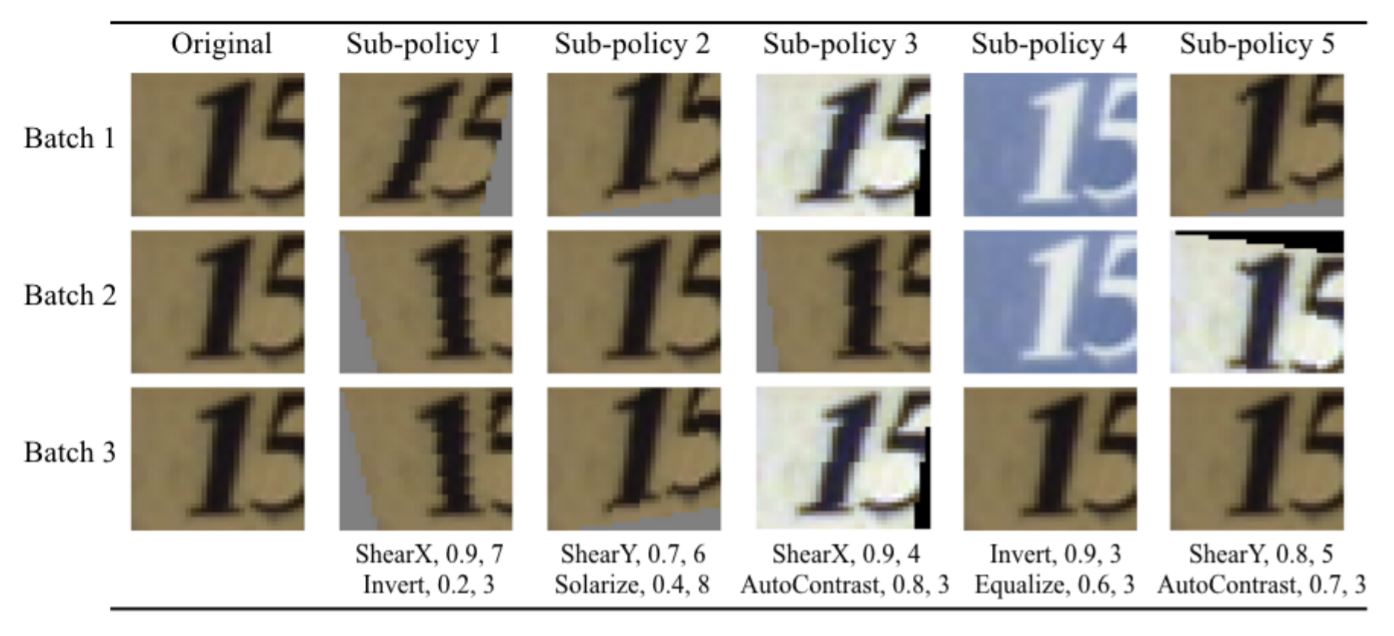 Original Sub-policy 1 Sub-policy 2 Sub-policy 3 Sub-policy 4 Sub-policy 5
Batch 1 15 15 15 15 15 15
Batch 2 15 15 15 15 15 15
Batch 3 15 15 15 15 15 15
ShearX, 0.9, 7 ShearY, 0.7, 6 ShearX, 0.9, 4 Invert, 0.9, 3 ShearY, 0.8, 5
Invert, 0.2, 3 Solarize, 0.4, 8 AutoContrast, 0.8, 3 Equalize, 0.6, 3 AutoContrast, 0.7, 3